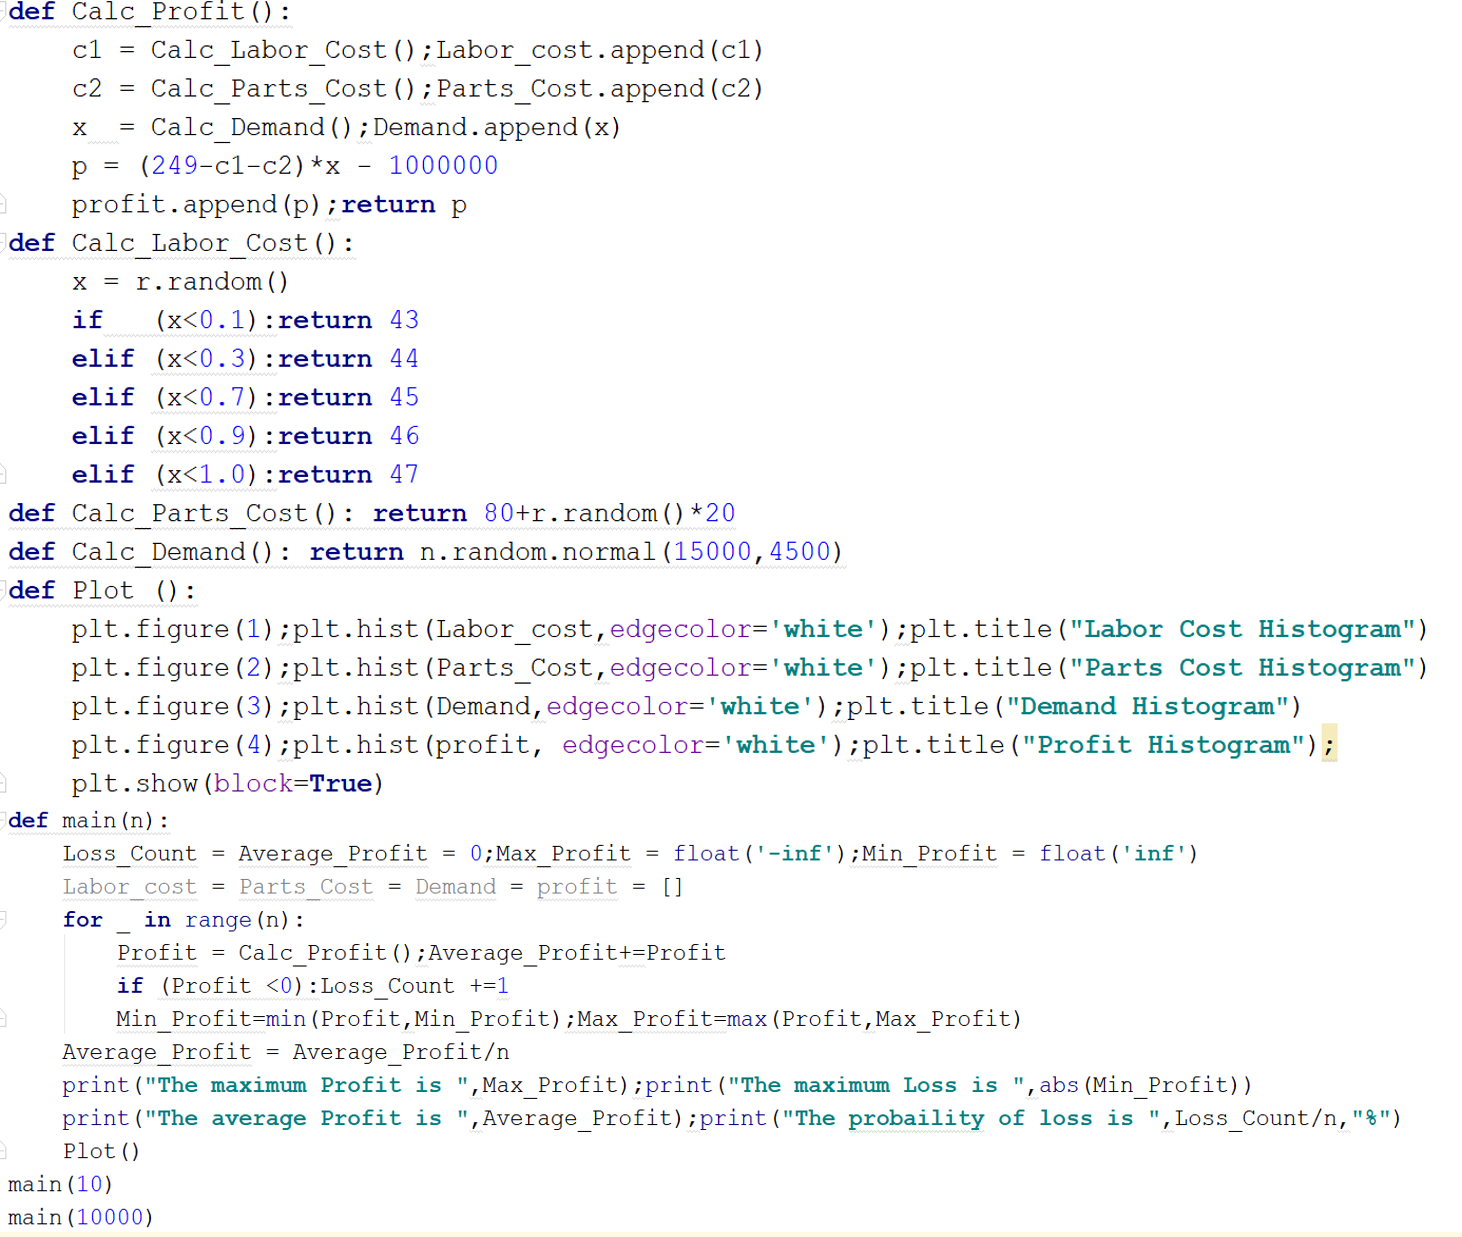 def Calc_Profit():
    c1 = Calc_Labor_Cost();Labor_cost.append(c1)
    c2 = Calc_Parts_Cost();Parts_Cost.append(c2)
    x  = Calc_Demand();Demand.append(x)
    p = (249-c1-c2)*x - 1000000
    profit.append(p);return p
def Calc_Labor_Cost():
    x = r.random()
    if   (x<0.1):return 43
    elif (x<0.3):return 44
    elif (x<0.7):return 45
    elif (x<0.9):return 46
    elif (x<1.0):return 47
def Calc_Parts_Cost(): return 80+r.random()*20
def Calc_Demand(): return n.random.normal(15000,4500)
def Plot ():
    plt.figure(1);plt.hist(Labor_cost,edgecolor='white');plt.title("Labor Cost Histogram")
    plt.figure(2);plt.hist(Parts_Cost,edgecolor='white');plt.title("Parts Cost Histogram")
    plt.figure(3);plt.hist(Demand,edgecolor='white');plt.title("Demand Histogram")
    plt.figure(4);plt.hist(profit, edgecolor='white');plt.title("Profit Histogram");
    plt.show(block=True)
def main(n):
    Loss_Count = Average_Profit = 0;Max_Profit = float('-inf');Min_Profit = float('inf')
    Labor_cost = Parts_Cost = Demand = profit = []
    for _ in range(n):
        Profit = Calc_Profit();Average_Profit+=Profit
        if (Profit <0):Loss_Count +=1
        Min_Profit=min(Profit,Min_Profit);Max_Profit=max(Profit,Max_Profit)
    Average_Profit = Average_Profit/n
    print("The maximum Profit is ",Max_Profit);print("The maximum Loss is ",abs(Min_Profit))
    print("The average Profit is ",Average_Profit);print("The probaility of loss is ",Loss_Count/n,"%")
    Plot()
main(10)
main(10000)